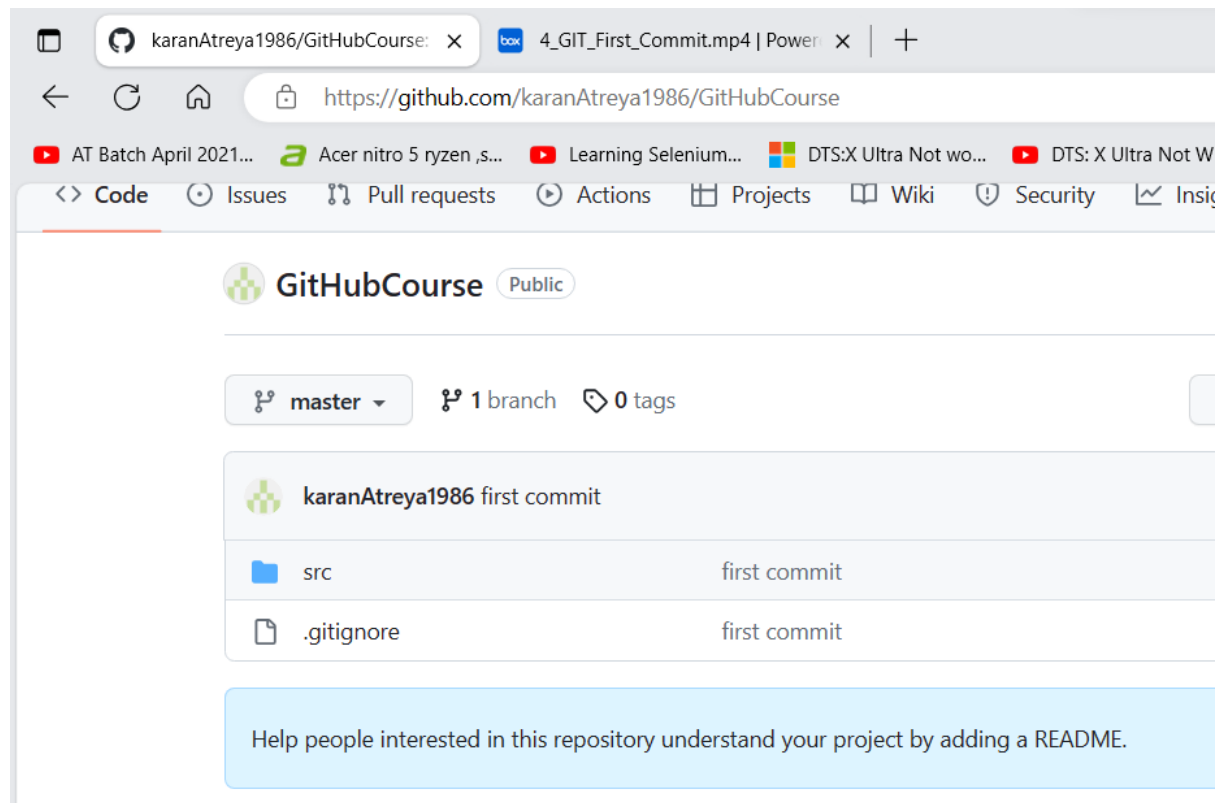 karanAtreya1986/GitHubCourse: 4_GIT_First_Commit.mp4 | Power
https://github.com/karanAtreya1986/GitHubCourse
AT Batch April 2021... Acer nitro 5 ryzen ,s... Learning Selenium... DTS:X Ultra Not wo... DTS: X Ultra Not W
Code Issues Pull requests Actions Projects Wiki Security Insig
GitHubCourse Public
master 1 branch 0 tags
karanAtreya1986 first commit
src first commit
.gitignore first commit
Help people interested in this repository understand your project by adding a README.